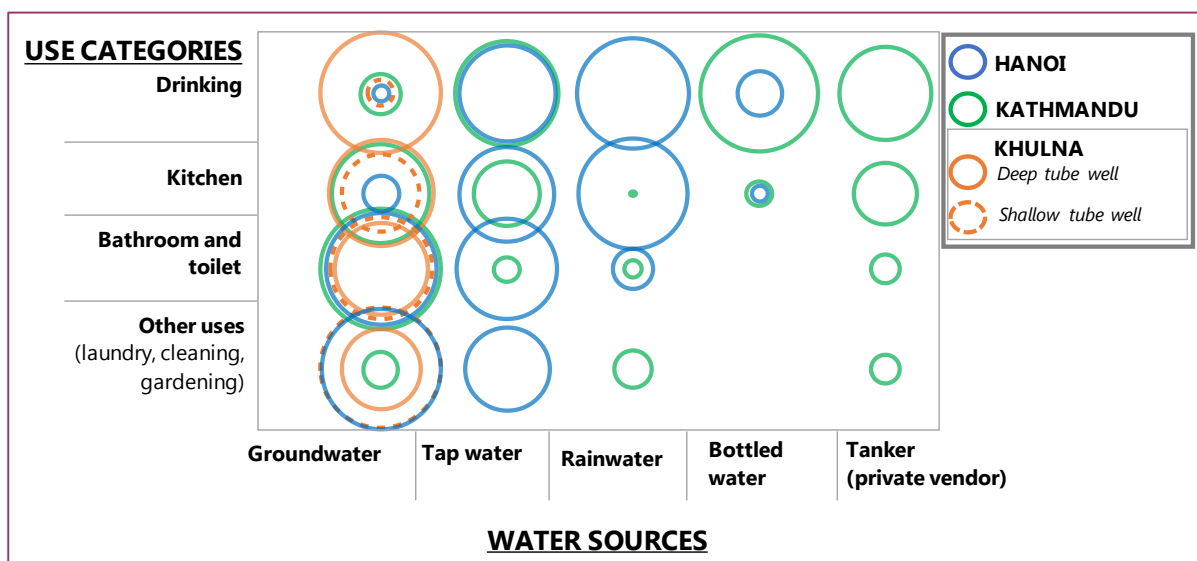 USE CATEGORIES
Drinking
Kitchen
Bathroom and
toilet
Other uses
(laundry, cleaning,
gardening)
HANOI
KATHMANDU
KHULNA
Deep tube well
Shallow tube well
Groundwater
Tap water
Rainwater
Bottled
water
Tanker
(private vendor)
WATER SOURCES